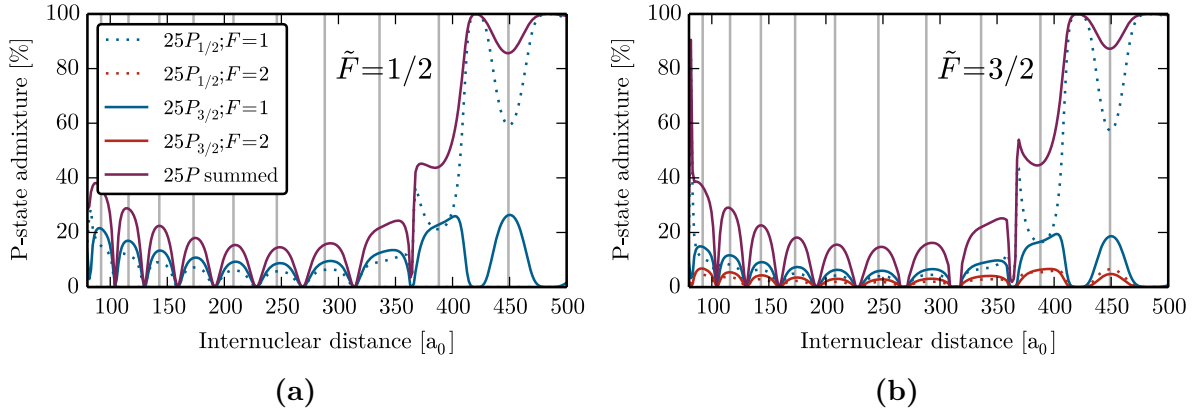 P-state admixture [%]
100
80
60
40
20
0
25P1/2;F=1
25P1/2;F=2
25P3/2;F=1
25P3/2;F=2
25P summed
F̃=1/2
100 150 200 250 300 350 400 450 500
Internuclear distance [a0]
(a)
P-state admixture [%]
100
80
60
40
20
0
F̃=3/2
100 150 200 250 300 350 400 450 500
Internuclear distance [a0]
(b)